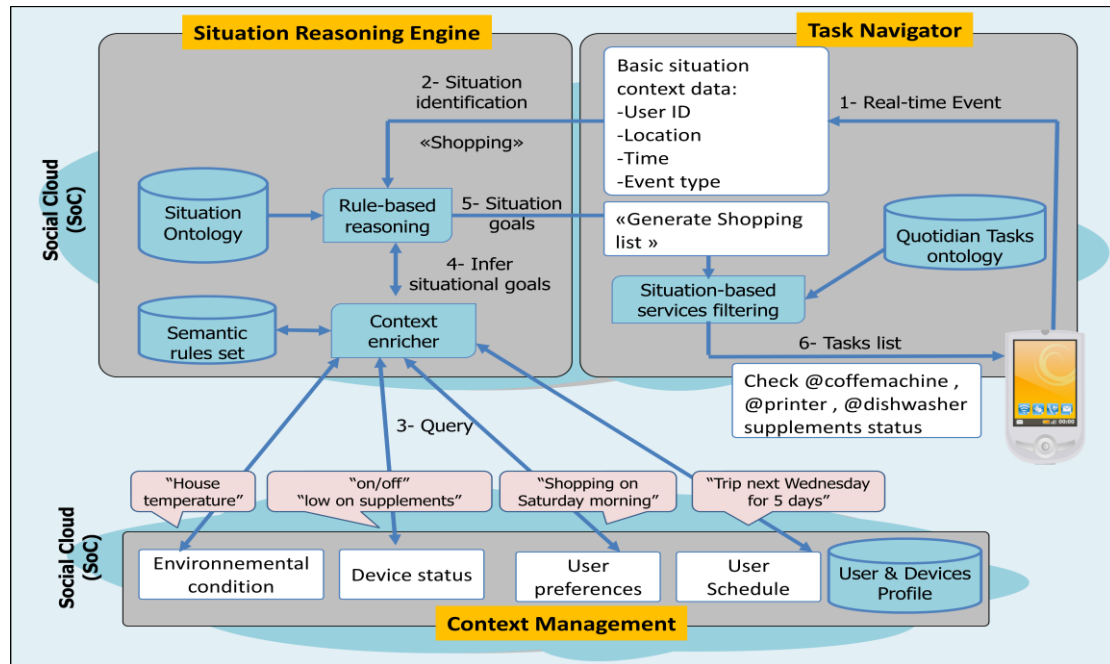 Situation Reasoning Engine
Task Navigator
Social Cloud
(SoC)
2- Situation
identification
«Shopping»
Basic situation
context data:
-User ID
-Location
-Time
-Event type
1- Real-time Event
Situation
Ontology
Rule-based
reasoning
5- Situation
goals
«Generate Shopping
list »
Quotidian Tasks
ontology
4- Infer
situational goals
Situation-based
services filtering
Semantic
rules set
Context
enricher
6- Tasks list
Check @coffemachine ,
@printer , @dishwasher
supplements status
00:00
3- Query
Social Cloud
(SoC)
“House
temperature”
“on/off”
“low on supplements”
“Shopping on
Saturday morning”
“Trip next Wednesday
for 5 days”
Environnemental
condition
Device status
User
preferences
User
Schedule
User & Devices
Profile
Context Management